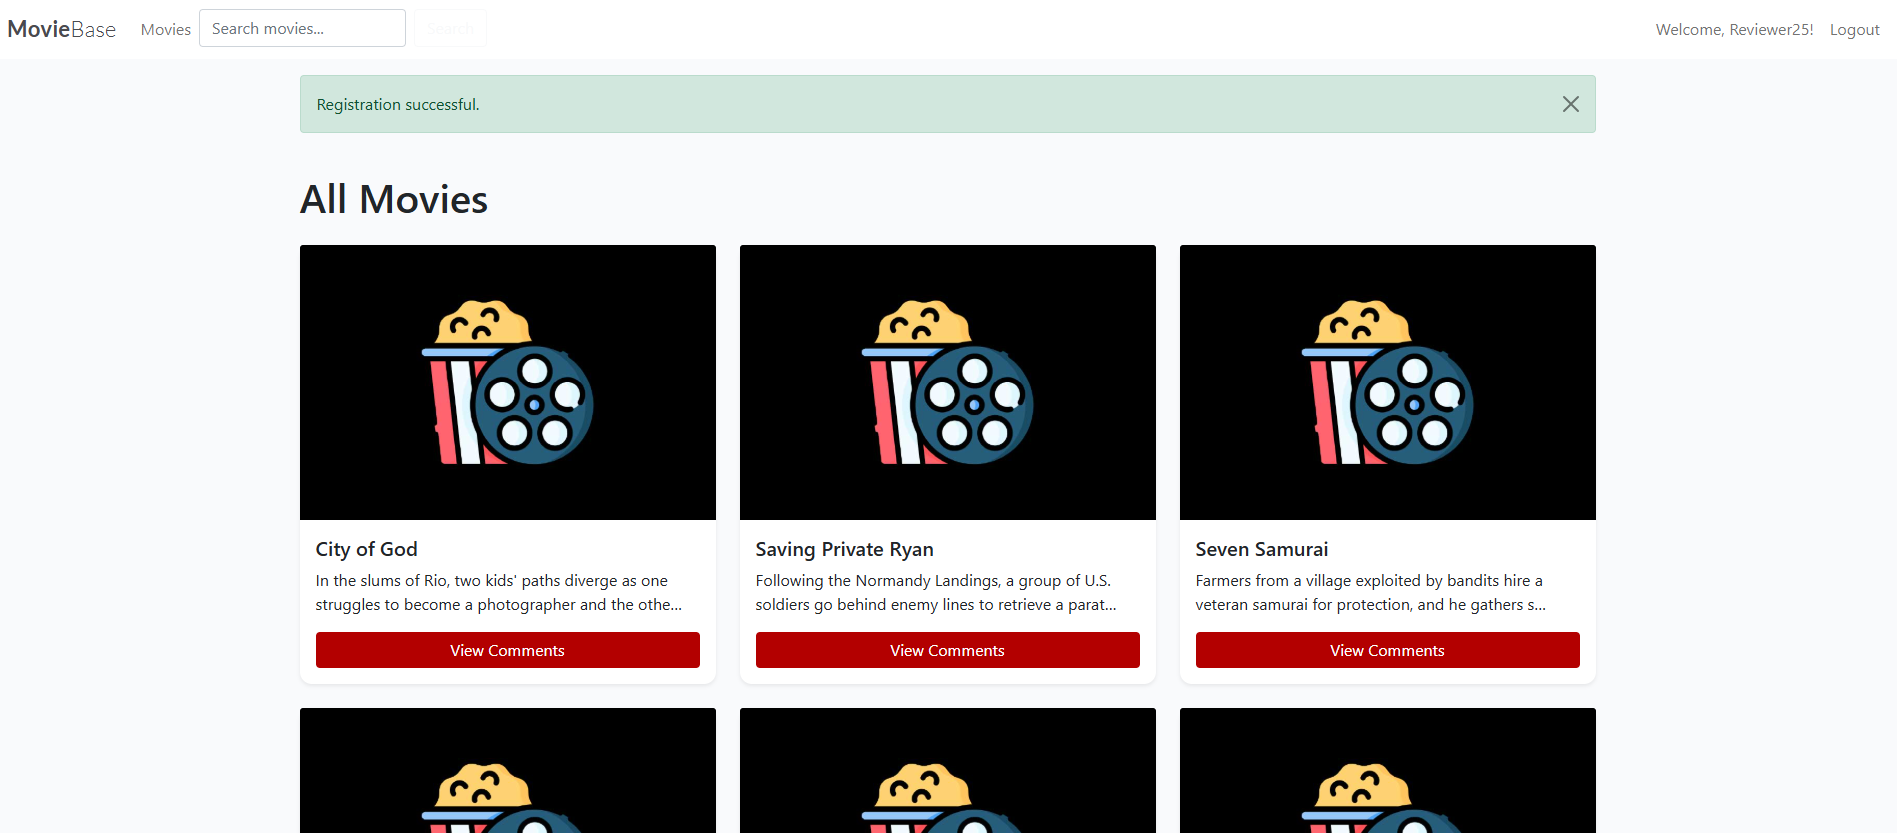 MovieBase Movies Search movies... Search Welcome, Reviewer25! Logout
Registration successful.
All Movies
City of God
In the slums of Rio, two kids' paths diverge as one
struggles to become a photographer and the othe...
View Comments
Saving Private Ryan
Following the Normandy Landings, a group of U.S.
soldiers go behind enemy lines to retrieve a parat...
View Comments
Seven Samurai
Farmers from a village exploited by bandits hire a
veteran samurai for protection, and he gathers s...
View Comments